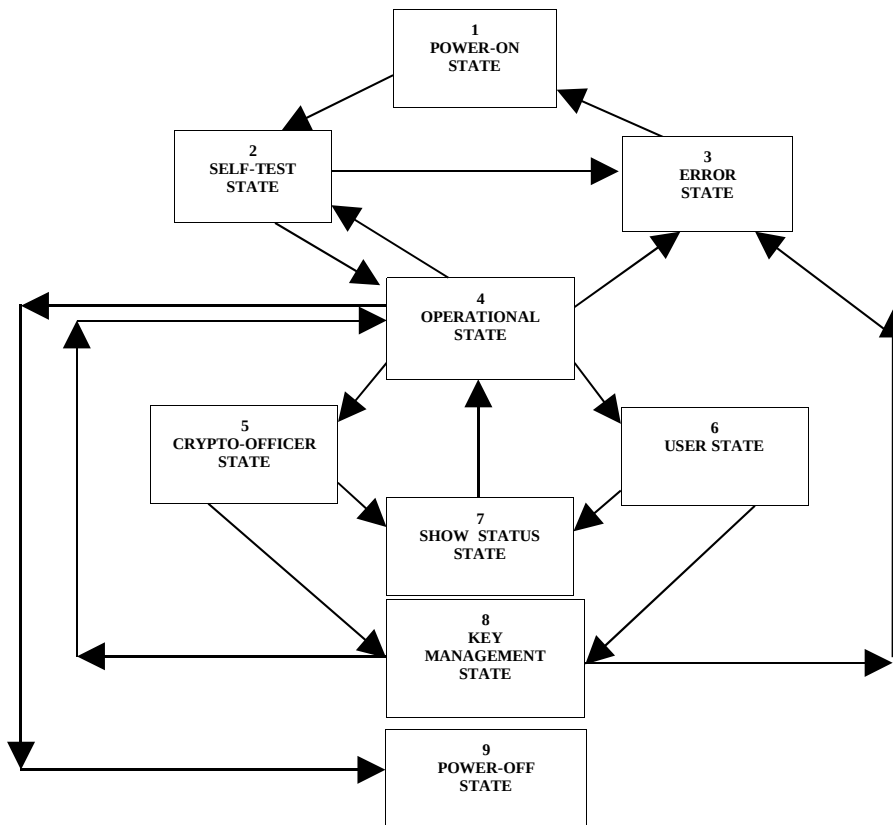 1
POWER-ON
STATE
2
SELF-TEST
STATE
3
ERROR
STATE
4
OPERATIONAL
STATE
5
CRYPTO-OFFICER
STATE
6
USER STATE
7
SHOW  STATUS
STATE
8
KEY
MANAGEMENT
STATE
9
POWER-OFF
STATE